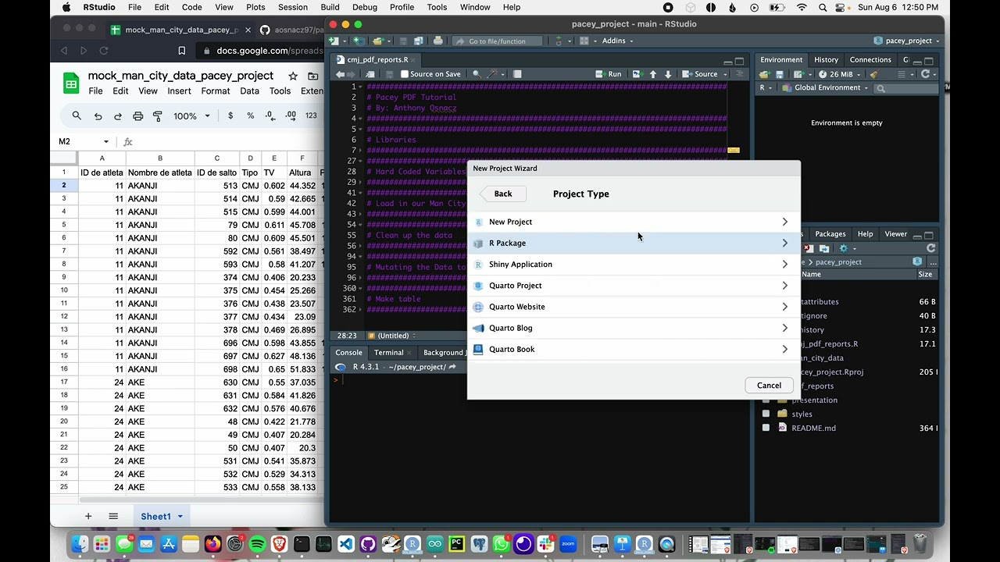 RStudio File Edit Code View Plots Session Build Debug Profile Tools Window Help Sun Aug 6 12:50 PM
mock_man_city_data_pacey_p
aosnacz97/pa
docs.google.com/spreads
mock_man_city_data_pacey_project
File Edit View Insert Format Data Tools Exten
100% $ % .0 .00 123
M2 fx
A B C D E F
1 ID de atleta Nombre de atleta ID de salto Tipo TV Altura
2 11 AKANJI 513 CMJ 0.602 44.352
3 11 AKANJI 514 CMJ 0.59 42.665
4 11 AKANJI 515 CMJ 0.599 44.001
5 11 AKANJI 79 CMJ 0.611 45.708
6 11 AKANJI 80 CMJ 0.609 45.501
7 11 AKANJI 592 CMJ 0.561 38.497
8 11 AKANJI 593 CMJ 0.58 41.207
9 11 AKANJI 374 CMJ 0.406 20.233
10 11 AKANJI 375 CMJ 0.454 25.266
11 11 AKANJI 376 CMJ 0.438 23.507
12 11 AKANJI 377 CMJ 0.434 23.09
13 11 AKANJI 378 CMJ 0.469 26.895
14 11 AKANJI 696 CMJ 0.598 43.855
15 11 AKANJI 697 CMJ 0.627 48.136
16 11 AKANJI 698 CMJ 0.65 51.833
17 24 AKE 630 CMJ 0.55 37.035
18 24 AKE 631 CMJ 0.584 41.826
19 24 AKE 632 CMJ 0.576 40.676
20 24 AKE 48 CMJ 0.422 21.778
21 24 AKE 49 CMJ 0.407 20.284
22 24 AKE 50 CMJ 0.407 20.3
23 24 AKE 531 CMJ 0.541 35.873
24 24 AKE 532 CMJ 0.529 34.313
25 24 AKE 533 CMJ 0.558 38.133
Sheet1
pacey_project - main - RStudio
Go to file/function Addins pacey_project
cmj_pdf_reports.R
Source on Save Run Source
1 ################################################################################
2 # Pacey PDF Tutorial
3 # By: Anthony Osnacz
4 ################################################################################
5 ################################################################################
6 # Libraries
7 ################################################################################
27 ################################################################################
28 # Hard Coded Variables
29
41
42 # Load in our Man City
43
54
55 # Clean up the data
56
94
95 # Mutating the Data to
96
360
361 # Make table
362
28:23 (Untitled)
Console Terminal Background J
R 4.3.1 · ~/pacey_project/
>
New Project Wizard
Back Project Type
New Project
R Package
Shiny Application
Quarto Project
Quarto Website
Quarto Blog
Quarto Book
Cancel
Environment History Connections G
26 MiB
R Global Environment
Environment is empty
s Packages Help Viewer
e > pacey_project ...
Name Size
tattributes 66 B
tignore 40 B
history 17.3
j_pdf_reports.R 17.1
an_city_data
cey_project.Rproj 205
f_reports
presentation
styles
README.md 364
zoom